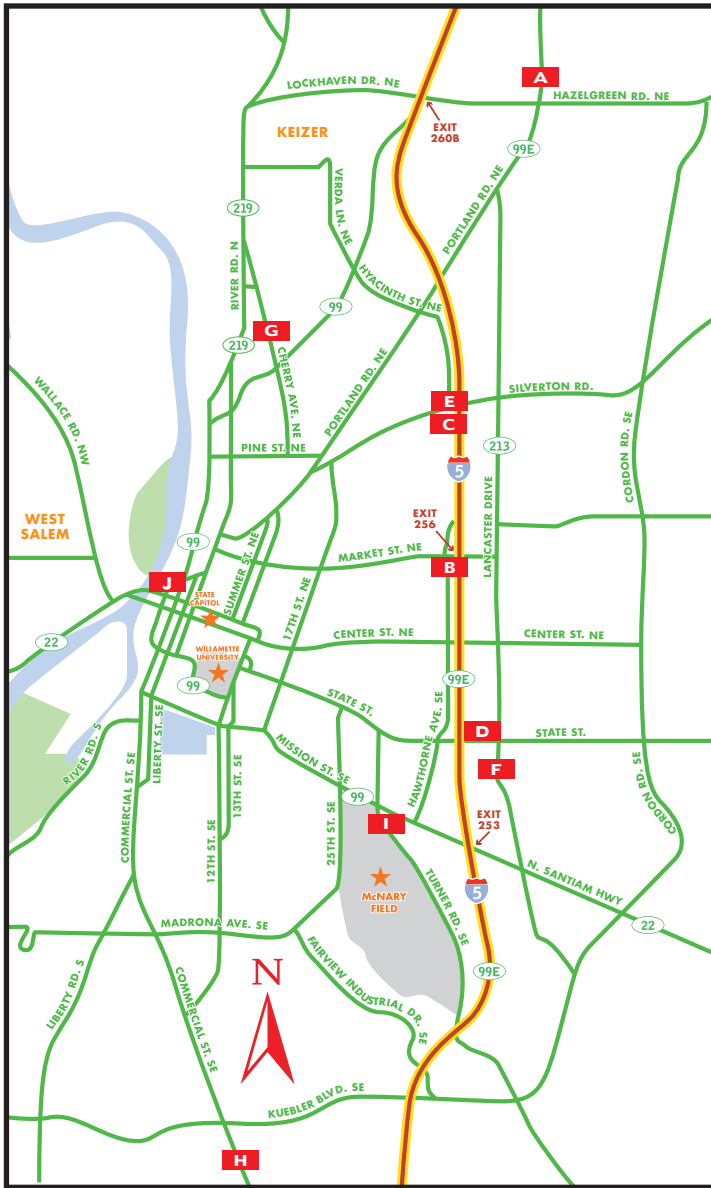 LOCKHAVEN DR. NE
A
HAZELGREEN RD. NE
EXIT
260B
KEIZER
99E
VERDA LN. NE
PORTLAND RD. NE
219
RIVER RD. N
HYACINTH ST. NE
99
G
219
CHERRY AVE. NE
PORTLAND RD. NE
WALLACE RD. NW
SILVERTON RD.
E
C
CORDON RD. SE
PINE ST. NE
213
5
LANCASTER DRIVE
WEST
SALEM
EXIT
256
99
SUMMER ST. NE
MARKET ST. NE
B
J
STATE
CAPITOL
17TH ST. NE
22
CENTER ST. NE
CENTER ST. NE
WILLAMETTE
UNIVERSITY
99
99E
STATE ST.
HAWTHORNE AVE. SE
D
STATE ST.
RIVER RD. S
LIBERTY ST. SE
COMMERCIAL ST. SE
MISSION ST. SE
13TH ST. SE
F
CORDON RD. SE
99
I
EXIT
253
12TH ST. SE
25TH ST. SE
McNARY
FIELD
TURNER RD. SE
5
N. SANTIAM HWY
22
MADRONA AVE. SE
FAIRVIEW INDUSTRIAL DR. SE
99E
LIBERTY RD. S
COMMERCIAL ST. SE
N
KUEBLER BLVD. SE
H